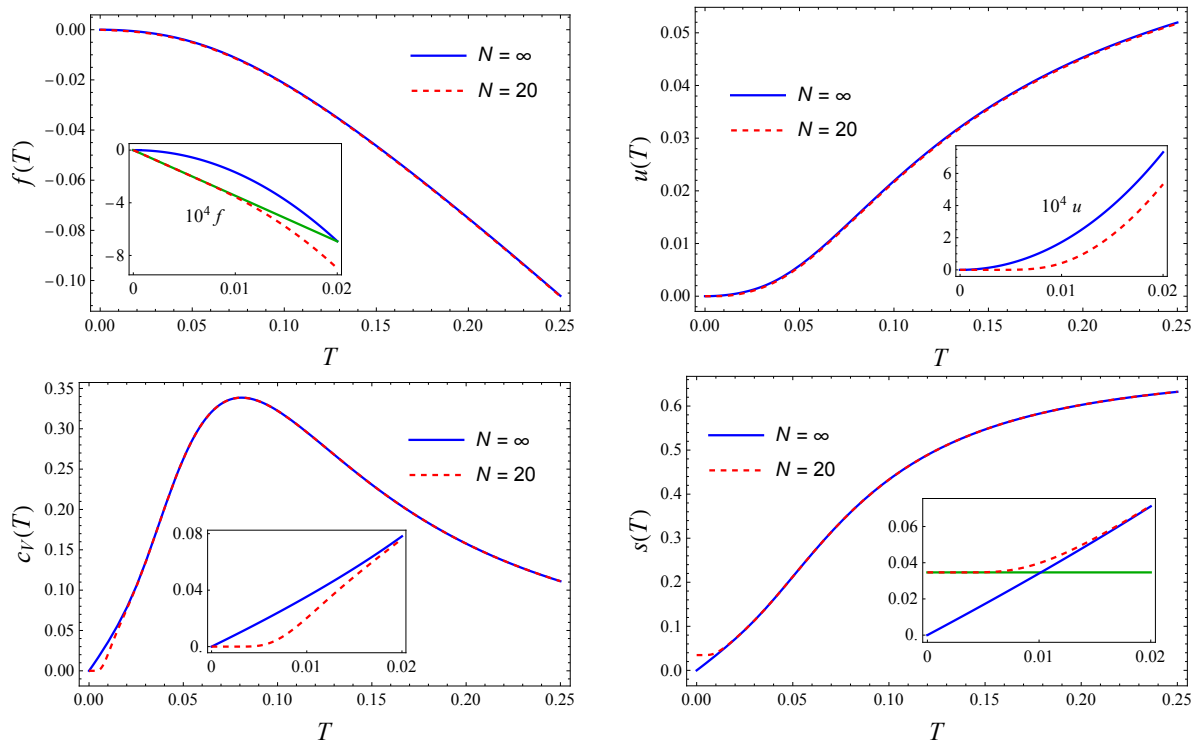 f(T)
0.00
−0.02
−0.04
−0.06
−0.08
−0.10
N = ∞
N = 20
0
−4
−8
10⁴ f
0 0.01 0.02
0.00 0.05 0.10 0.15 0.20 0.25
T
u(T)
0.05
0.04
0.03
0.02
0.01
0.00
N = ∞
N = 20
6
4
2
0
10⁴ u
0 0.01 0.02
0.00 0.05 0.10 0.15 0.20 0.25
T
c_V(T)
0.35
0.30
0.25
0.20
0.15
0.10
0.05
0.00
N = ∞
N = 20
0.08
0.04
0.
0 0.01 0.02
0.00 0.05 0.10 0.15 0.20 0.25
T
s(T)
0.6
0.5
0.4
0.3
0.2
0.1
0.0
N = ∞
N = 20
0.06
0.04
0.02
0.
0 0.01 0.02
0.00 0.05 0.10 0.15 0.20 0.25
T